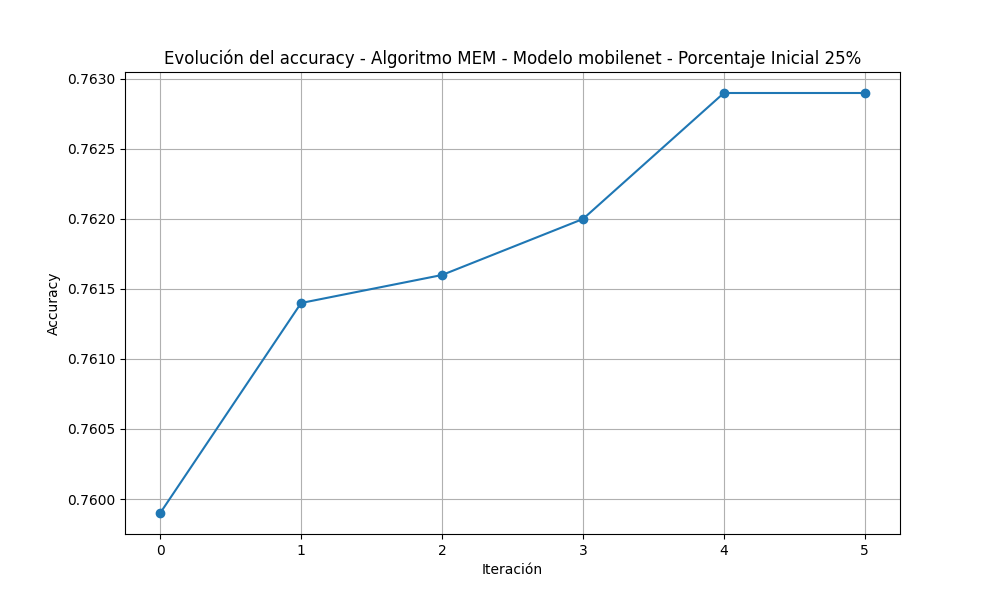 Evolución del accuracy - Algoritmo MEM - Modelo mobilenet - Porcentaje Inicial 25%
0.7630
0.7625
0.7620
0.7615
0.7610
0.7605
0.7600
Accuracy
0 1 2 3 4 5
Iteración